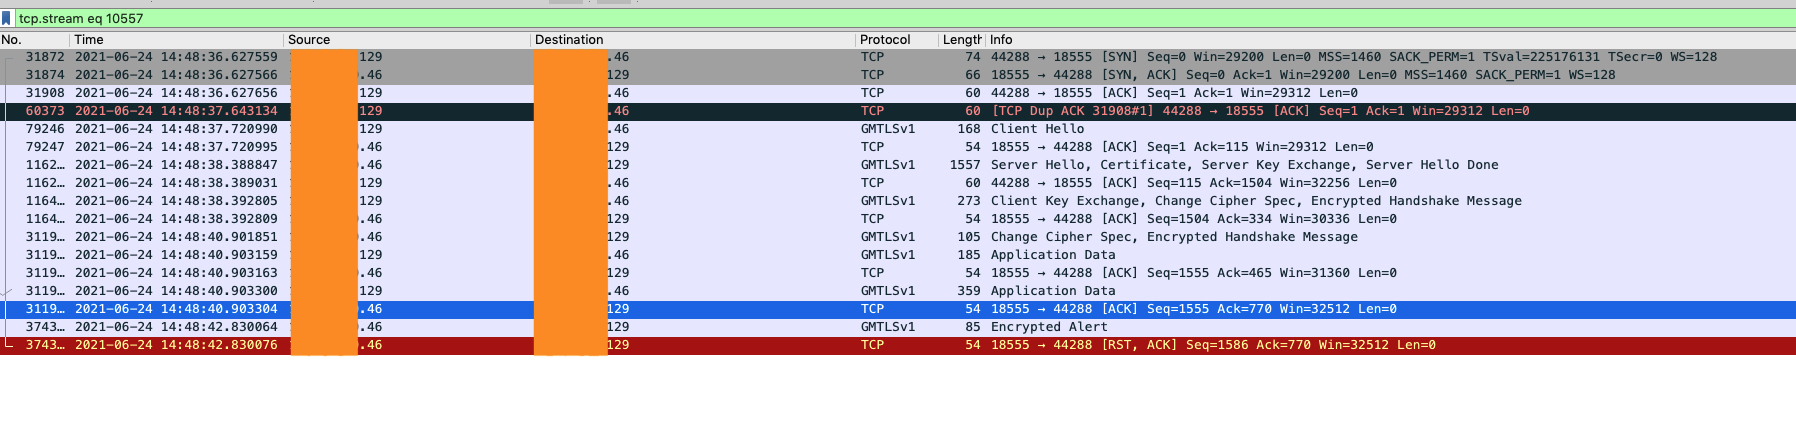 tcp.stream eq 10557
No. Time Source Destination Protocol Length Info
31872 2021-06-24 14:48:36.627559 129 .46 TCP 74 44288 → 18555 [SYN] Seq=0 Win=29200 Len=0 MSS=1460 SACK_PERM=1 TSval=225176131 TSecr=0 WS=128
31874 2021-06-24 14:48:36.627566 .46 129 TCP 66 18555 → 44288 [SYN, ACK] Seq=0 Ack=1 Win=29200 Len=0 MSS=1460 SACK_PERM=1 WS=128
31908 2021-06-24 14:48:36.627656 129 .46 TCP 60 44288 → 18555 [ACK] Seq=1 Ack=1 Win=29312 Len=0
60373 2021-06-24 14:48:37.643134 129 .46 TCP 60 [TCP Dup ACK 31908#1] 44288 → 18555 [ACK] Seq=1 Ack=1 Win=29312 Len=0
79246 2021-06-24 14:48:37.720990 129 .46 GMTLSv1 168 Client Hello
79247 2021-06-24 14:48:37.720995 .46 129 TCP 54 18555 → 44288 [ACK] Seq=1 Ack=115 Win=29312 Len=0
1162… 2021-06-24 14:48:38.388847 .46 129 GMTLSv1 1557 Server Hello, Certificate, Server Key Exchange, Server Hello Done
1162… 2021-06-24 14:48:38.389031 129 .46 TCP 60 44288 → 18555 [ACK] Seq=115 Ack=1504 Win=32256 Len=0
1164… 2021-06-24 14:48:38.392805 129 .46 GMTLSv1 273 Client Key Exchange, Change Cipher Spec, Encrypted Handshake Message
1164… 2021-06-24 14:48:38.392809 .46 129 TCP 54 18555 → 44288 [ACK] Seq=1504 Ack=334 Win=30336 Len=0
3119… 2021-06-24 14:48:40.901851 .46 129 GMTLSv1 105 Change Cipher Spec, Encrypted Handshake Message
3119… 2021-06-24 14:48:40.903159 129 .46 GMTLSv1 185 Application Data
3119… 2021-06-24 14:48:40.903163 .46 129 TCP 54 18555 → 44288 [ACK] Seq=1555 Ack=465 Win=31360 Len=0
3119… 2021-06-24 14:48:40.903300 129 .46 GMTLSv1 359 Application Data
3119… 2021-06-24 14:48:40.903304 .46 129 TCP 54 18555 → 44288 [ACK] Seq=1555 Ack=770 Win=32512 Len=0
3743… 2021-06-24 14:48:42.830064 .46 129 GMTLSv1 85 Encrypted Alert
3743… 2021-06-24 14:48:42.830076 .46 129 TCP 54 18555 → 44288 [RST, ACK] Seq=1586 Ack=770 Win=32512 Len=0